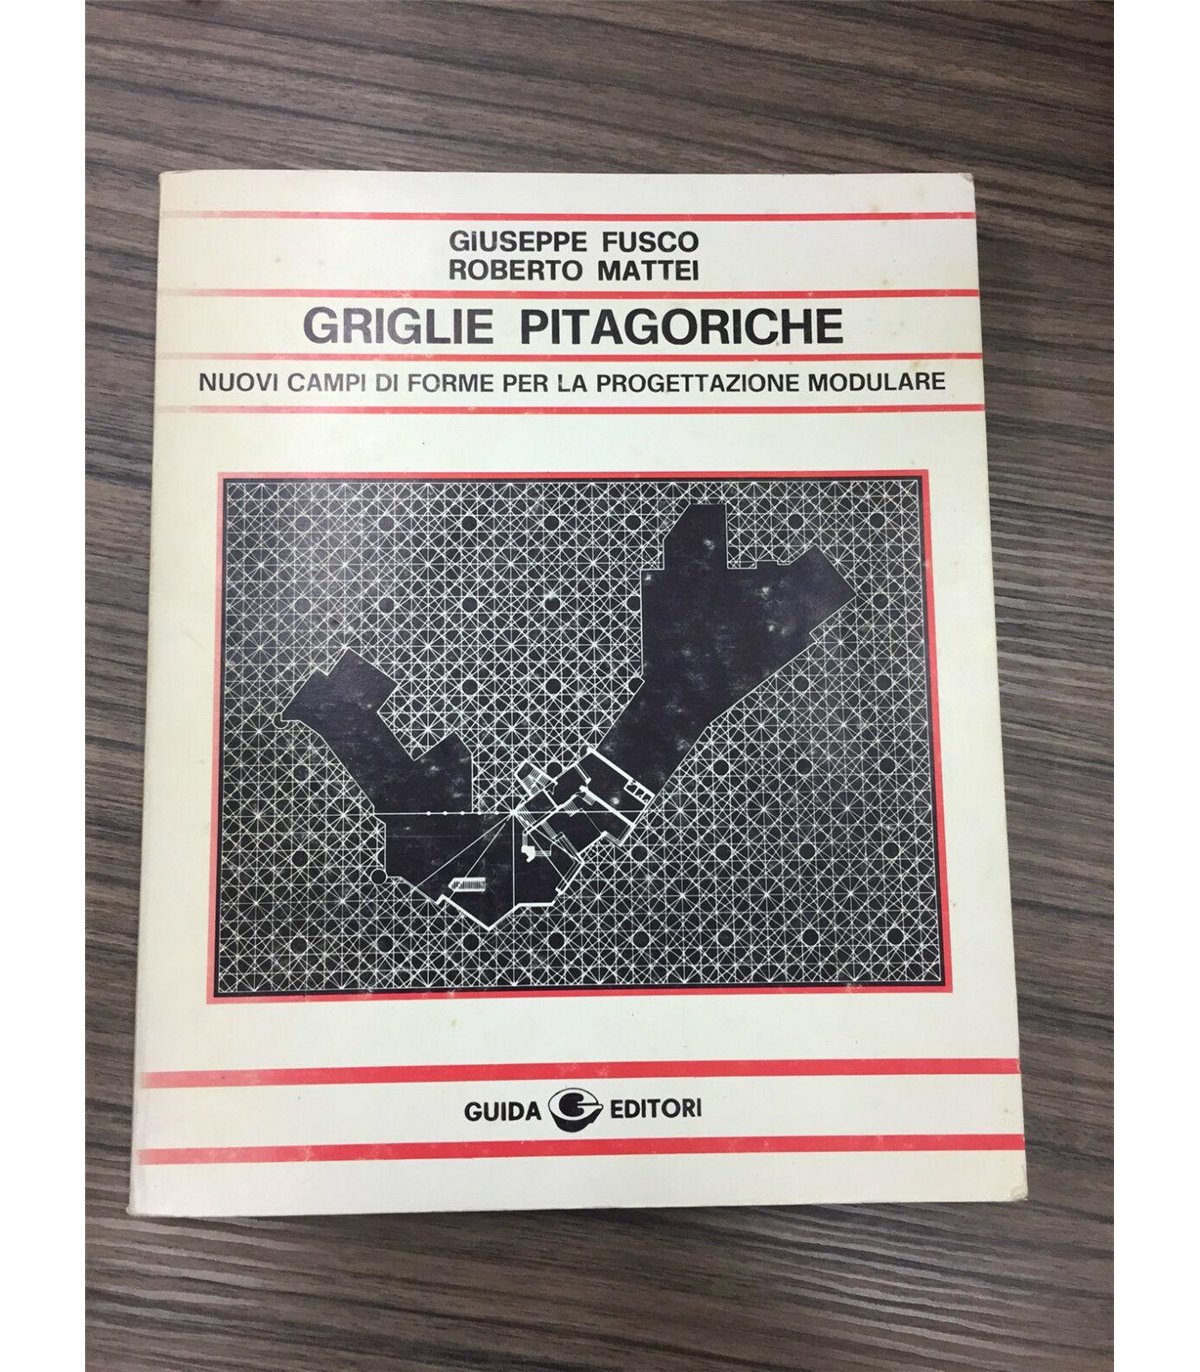 GIUSEPPE FUSCO
ROBERTO MATTEI
GRIGLIE PITAGORICHE
NUOVI CAMPI DI FORME PER LA PROGETTAZIONE MODULARE
GUIDA EDITORI